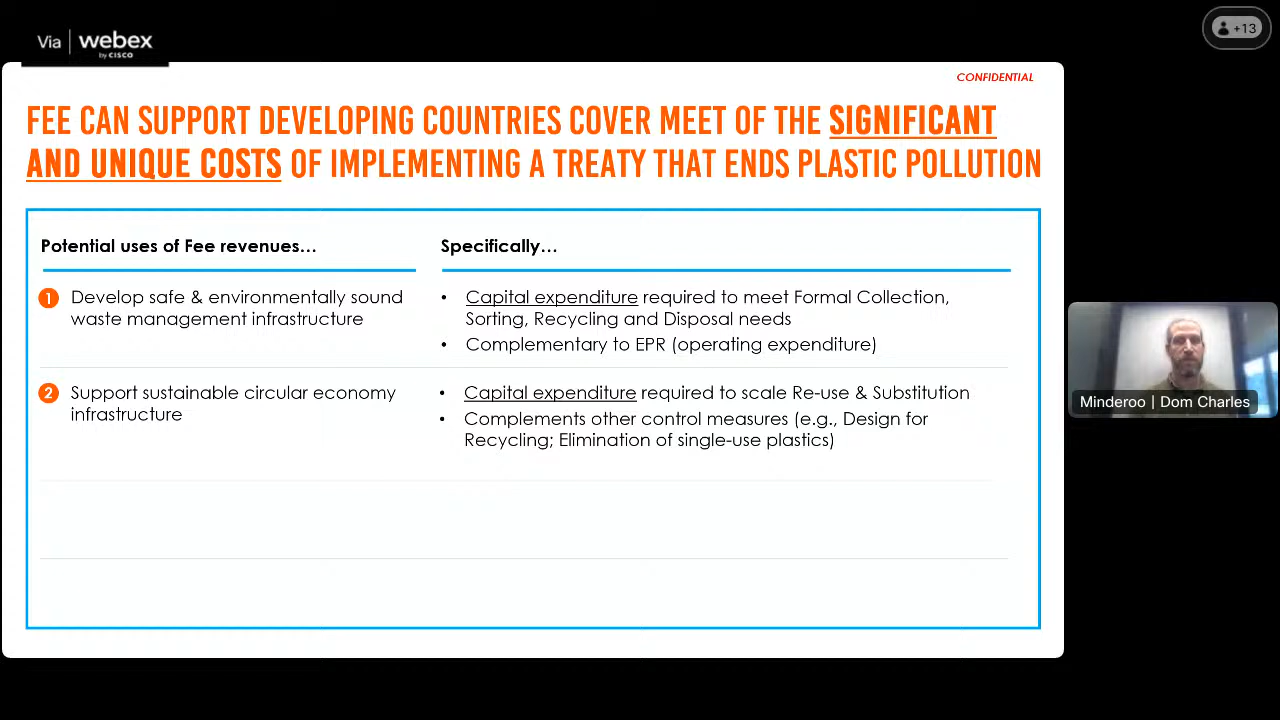 Via webex
by CISCO
+13
CONFIDENTIAL
FEE CAN SUPPORT DEVELOPING COUNTRIES COVER MEET OF THE SIGNIFICANT
AND UNIQUE COSTS OF IMPLEMENTING A TREATY THAT ENDS PLASTIC POLLUTION
Potential uses of Fee revenues…
Specifically…
1 Develop safe & environmentally sound
waste management infrastructure
• Capital expenditure required to meet Formal Collection,
Sorting, Recycling and Disposal needs
• Complementary to EPR (operating expenditure)
2 Support sustainable circular economy
infrastructure
• Capital expenditure required to scale Re-use & Substitution
• Complements other control measures (e.g., Design for
Recycling; Elimination of single-use plastics)
Minderoo | Dom Charles